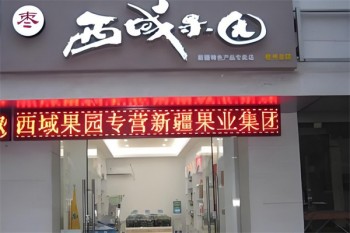 枣
西域果园
新疆特色产品专卖店
西域果园专营新疆果业集团